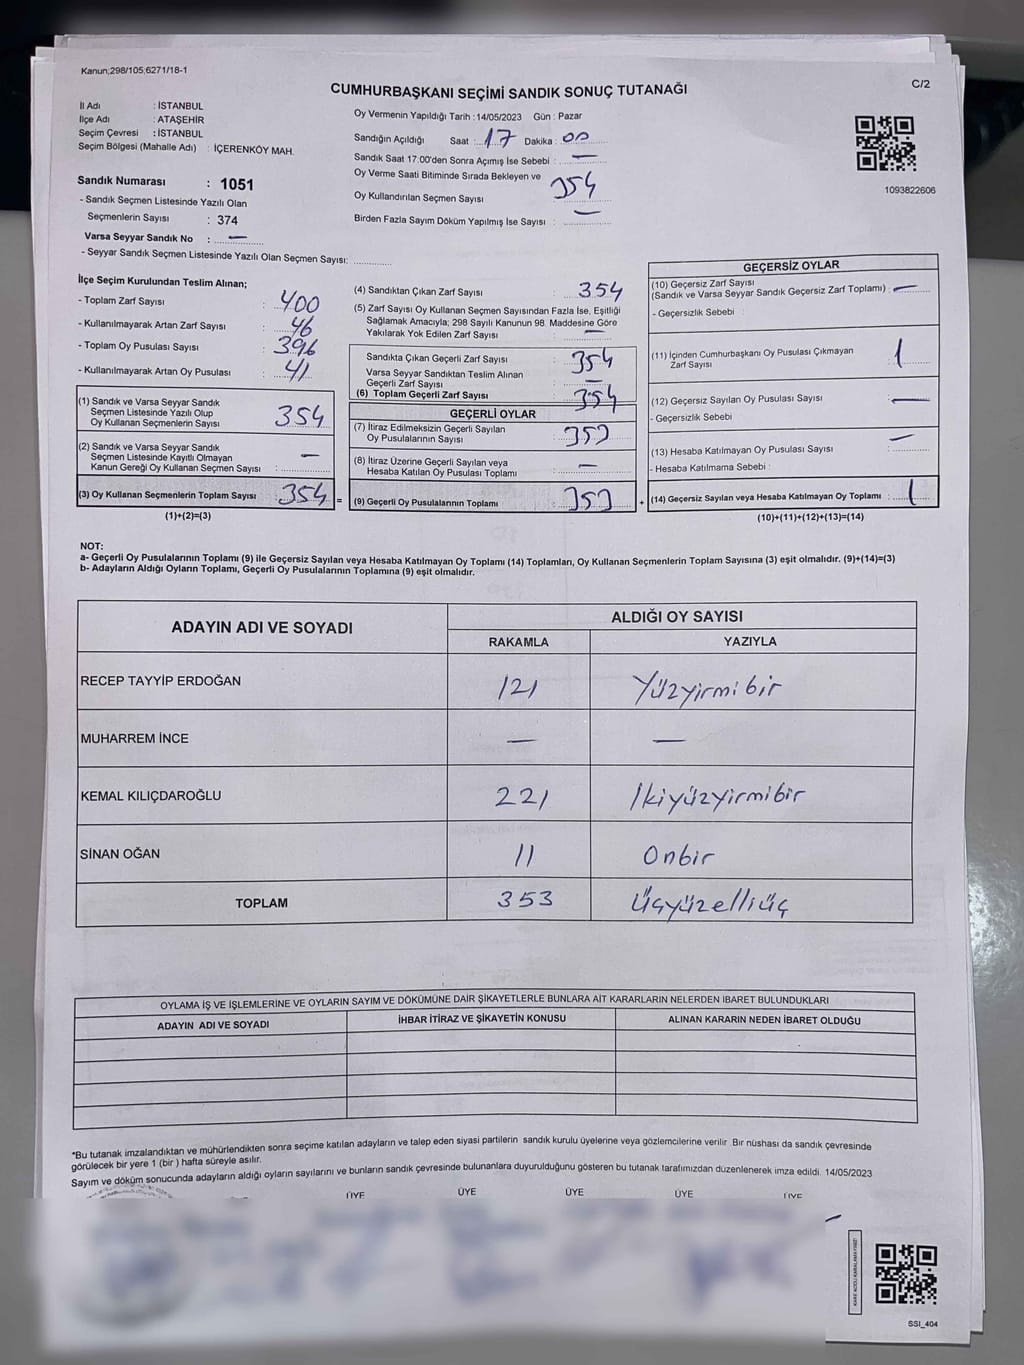 Kanun;298/105;6271/18-1
C/2
CUMHURBAŞKANI SEÇİMİ SANDIK SONUÇ TUTANAĞI
İl Adı : İSTANBUL
İlçe Adı : ATAŞEHİR
Seçim Çevresi : İSTANBUL
Seçim Bölgesi (Mahalle Adı) : İÇERENKÖY MAH.
Sandık Numarası : 1051
- Sandık Seçmen Listesinde Yazılı Olan
Seçmenlerin Sayısı : 374
Varsa Seyyar Sandık No : —
- Seyyar Sandık Seçmen Listesinde Yazılı Olan Seçmen Sayısı:
Oy Vermenin Yapıldığı Tarih : 14/05/2023 Gün : Pazar
Sandığın Açıldığı Saat : 17 Dakika : 00
Sandık Saat 17:00'den Sonra Açımış İse Sebebi : —
Oy Verme Saati Bitiminde Sırada Bekleyen ve
Oy Kullandırılan Seçmen Sayısı 354
Birden Fazla Sayım Döküm Yapılmış İse Sayısı : —
1093822606
İlçe Seçim Kurulundan Teslim Alınan;
- Toplam Zarf Sayısı : 400
- Kullanılmayarak Artan Zarf Sayısı : 46
- Toplam Oy Pusulası Sayısı : 396
- Kullanılmayarak Artan Oy Pusulası : 41
(1) Sandık ve Varsa Seyyar Sandık
Seçmen Listesinde Yazılı Olup
Oy Kullanan Seçmenlerin Sayısı : 354
(2) Sandık ve Varsa Seyyar Sandık
Seçmen Listesinde Kayıtlı Olmayan
Kanun Gereği Oy Kullanan Seçmen Sayısı : —
(3) Oy Kullanan Seçmenlerin Toplam Sayısı : 354 =
(1)+(2)=(3)
(4) Sandıktan Çıkan Zarf Sayısı : 354
(5) Zarf Sayısı Oy Kullanan Seçmen Sayısından Fazla İse, Eşitliği
Sağlamak Amacıyla; 298 Sayılı Kanunun 98. Maddesine Göre
Yakılarak Yok Edilen Zarf Sayısı : —
Sandıkta Çıkan Geçerli Zarf Sayısı : 354
Varsa Seyyar Sandıktan Teslim Alınan
Geçerli Zarf Sayısı : —
(6) Toplam Geçerli Zarf Sayısı : 354
GEÇERLİ OYLAR
(7) İtiraz Edilmeksizin Geçerli Sayılan
Oy Pusulalarının Sayısı : 353
(8) İtiraz Üzerine Geçerli Sayılan veya
Hesaba Katılan Oy Pusulası Toplamı : —
(9) Geçerli Oy Pusulalarının Toplamı : 353 +
GEÇERSİZ OYLAR
(10) Geçersiz Zarf Sayısı
(Sandık ve Varsa Seyyar Sandık Geçersiz Zarf Toplamı) : —
- Geçersizlik Sebebi :
(11) İçinden Cumhurbaşkanı Oy Pusulası Çıkmayan
Zarf Sayısı : 1
(12) Geçersiz Sayılan Oy Pusulası Sayısı : —
- Geçersizlik Sebebi
(13) Hesaba Katılmayan Oy Pusulası Sayısı : —
- Hesaba Katılmama Sebebi :
(14) Geçersiz Sayılan veya Hesaba Katılmayan Oy Toplamı : 1
(10)+(11)+(12)+(13)=(14)
NOT:
a- Geçerli Oy Pusulalarının Toplamı (9) ile Geçersiz Sayılan veya Hesaba Katılmayan Oy Toplamı (14) Toplamları, Oy Kullanan Seçmenlerin Toplam Sayısına (3) eşit olmalıdır. (9)+(14)=(3)
b- Adayların Aldığı Oyların Toplamı, Geçerli Oy Pusulalarının Toplamına (9) eşit olmalıdır.
ADAYIN ADI VE SOYADI
ALDIĞI OY SAYISI
RAKAMLA YAZIYLA
RECEP TAYYİP ERDOĞAN 121 Yüzyirmibir
MUHARREM İNCE — —
KEMAL KILIÇDAROĞLU 221 İkiyüzyirmibir
SİNAN OĞAN 11 Onbir
TOPLAM 353 Üçyüzelliüç
OYLAMA İŞ VE İŞLEMLERİNE VE OYLARIN SAYIM VE DÖKÜMÜNE DAİR ŞİKAYETLERLE BUNLARA AİT KARARLARIN NELERDEN İBARET BULUNDUKLARI
ADAYIN ADI VE SOYADI İHBAR İTİRAZ VE ŞİKAYETİN KONUSU ALINAN KARARIN NEDEN İBARET OLDUĞU
*Bu tutanak imzalandıktan ve mühürlendikten sonra seçime katılan adayların ve talep eden siyasi partilerin sandık kurulu üyelerine veya gözlemcilerine verilir .Bir nüshası da sandık çevresinde
görülecek bir yere 1 (bir ) hafta süreyle asılır.
Sayım ve döküm sonucunda adayların aldığı oyların sayılarını ve bunların sandık çevresinde bulunanlara duyurulduğunu gösteren bu tutanak tarafımızdan düzenlenerek imza edildi. 14/05/2023
ÜYE ÜYE ÜYE ÜYE ÜYE
KARE KODU KARALAMAYINIZ!
SSI_404